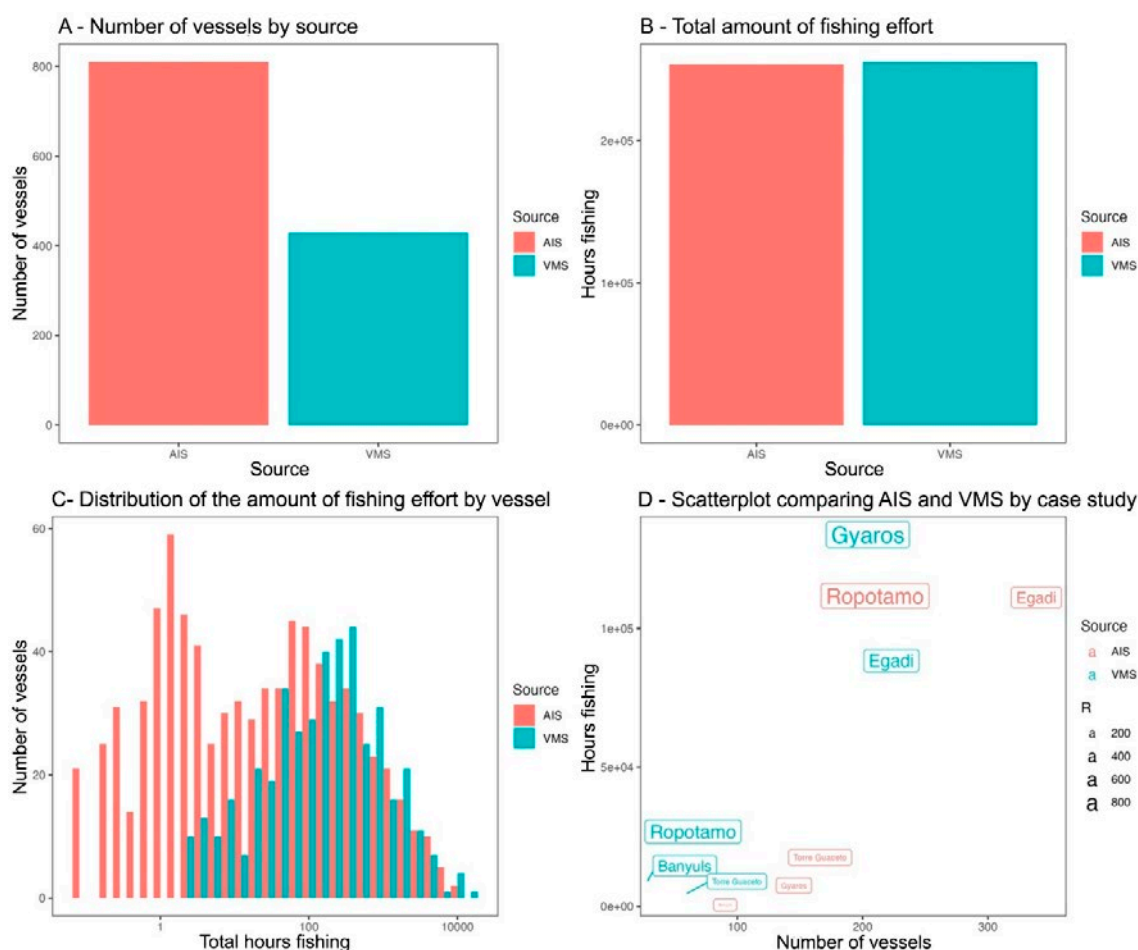 A - Number of vessels by source
800
600
400
200
0
Number of vessels
AIS
VMS
Source
Source
AIS
VMS
B - Total amount of fishing effort
2e+05
1e+05
0e+00
Hours fishing
AIS
VMS
Source
Source
AIS
VMS
C- Distribution of the amount of fishing effort by vessel
60
40
20
0
Number of vessels
1
100
10000
Total hours fishing
Source
AIS
VMS
D - Scatterplot comparing AIS and VMS by case study
1e+05
5e+04
0e+00
Hours fishing
Gyaros
Ropotamo
Egadi
Egadi
Ropotamo
Banyuls
Torre Guaceto
Torre Guaceto
Gyaros
100
200
300
Number of vessels
Source
a AIS
a VMS
R
a 200
a 400
a 600
a 800